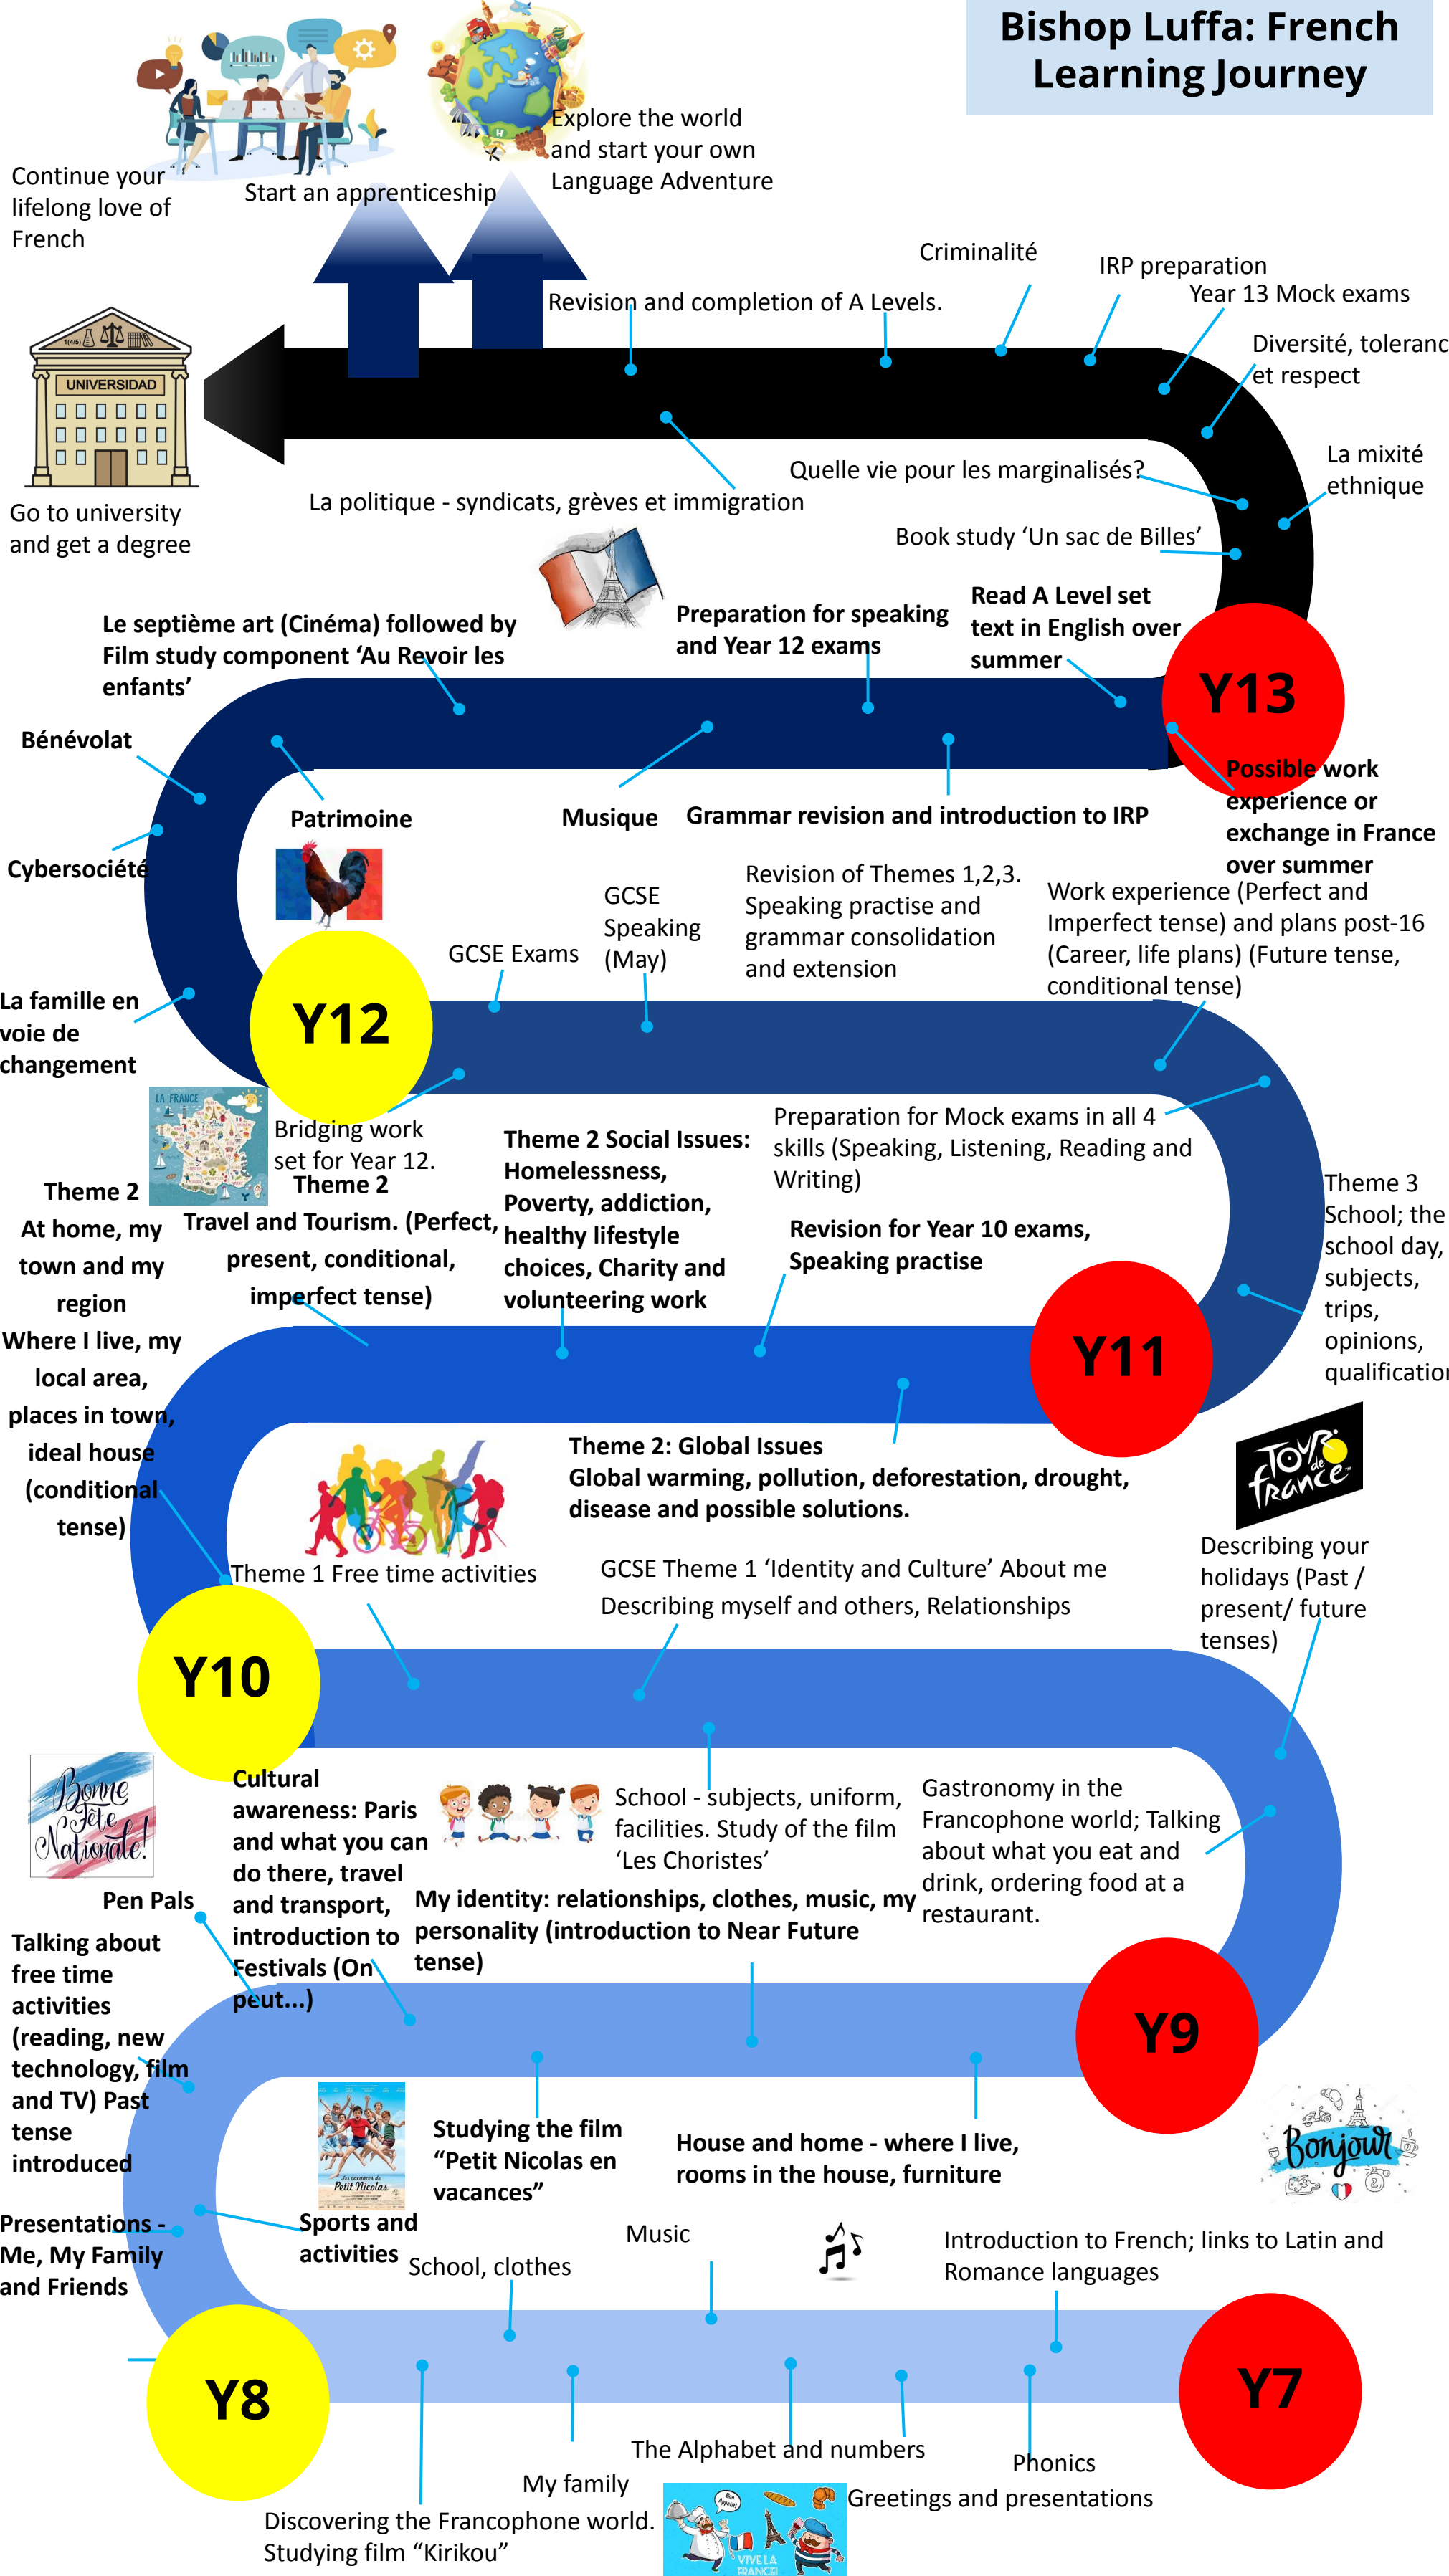 Bishop Luffa: French
Learning Journey
Explore the world
and start your own
Language Adventure
Continue your
lifelong love of
French
Start an apprenticeship
Criminalité
IRP preparation
Year 13 Mock exams
Revision and completion of A Levels.
Diversité, toleranc
et respect
1(4/5)
UNIVERSIDAD
Go to university
and get a degree
La mixité
ethnique
Quelle vie pour les marginalisés?
La politique - syndicats, grèves et immigration
Book study ‘Un sac de Billes’
Le septième art (Cinéma) followed by
Film study component ‘Au Revoir les
enfants’
Preparation for speaking
and Year 12 exams
Read A Level set
text in English over
summer
Y13
Bénévolat
Possible work
experience or
exchange in France
over summer
Patrimoine
Musique
Grammar revision and introduction to IRP
Cybersociété
GCSE
Speaking
(May)
Revision of Themes 1,2,3.
Speaking practise and
grammar consolidation
and extension
Work experience (Perfect and
Imperfect tense) and plans post-16
(Career, life plans) (Future tense,
conditional tense)
GCSE Exams
La famille en
voie de
changement
Y12
LA FRANCE
Bridging work
set for Year 12.
Theme 2 Social Issues:
Homelessness,
Poverty, addiction,
healthy lifestyle
choices, Charity and
volunteering work
Preparation for Mock exams in all 4
skills (Speaking, Listening, Reading and
Writing)
Theme 3
School; the
school day,
subjects,
trips,
opinions,
qualification
Theme 2
At home, my
town and my
region
Where I live, my
local area,
places in town,
ideal house
(conditional
tense)
Theme 2
Travel and Tourism. (Perfect,
present, conditional,
imperfect tense)
Revision for Year 10 exams,
Speaking practise
Y11
Theme 2: Global Issues
Global warming, pollution, deforestation, drought,
disease and possible solutions.
TOUR
de
FRANCE
Theme 1 Free time activities
GCSE Theme 1 ‘Identity and Culture’ About me
Describing myself and others, Relationships
Describing your
holidays (Past /
present/ future
tenses)
Y10
Bonne
Fête
Nationale!
Cultural
awareness: Paris
and what you can
do there, travel
and transport,
introduction to
Festivals (On
peut...)
School - subjects, uniform,
facilities. Study of the film
‘Les Choristes’
Gastronomy in the
Francophone world; Talking
about what you eat and
drink, ordering food at a
restaurant.
Pen Pals
My identity: relationships, clothes, music, my
personality (introduction to Near Future
tense)
Talking about
free time
activities
(reading, new
technology, film
and TV) Past
tense
introduced
Y9
Les vacances du
Petit Nicolas
Studying the film
“Petit Nicolas en
vacances”
House and home - where I live,
rooms in the house, furniture
Bonjour
Presentations -
Me, My Family
and Friends
Sports and
activities
School, clothes
Music
Introduction to French; links to Latin and
Romance languages
Y8
Y7
The Alphabet and numbers
Phonics
My family
Greetings and presentations
Discovering the Francophone world.
Studying film “Kirikou”
Bon
Appetit!
VIVE LA
FRANCE!